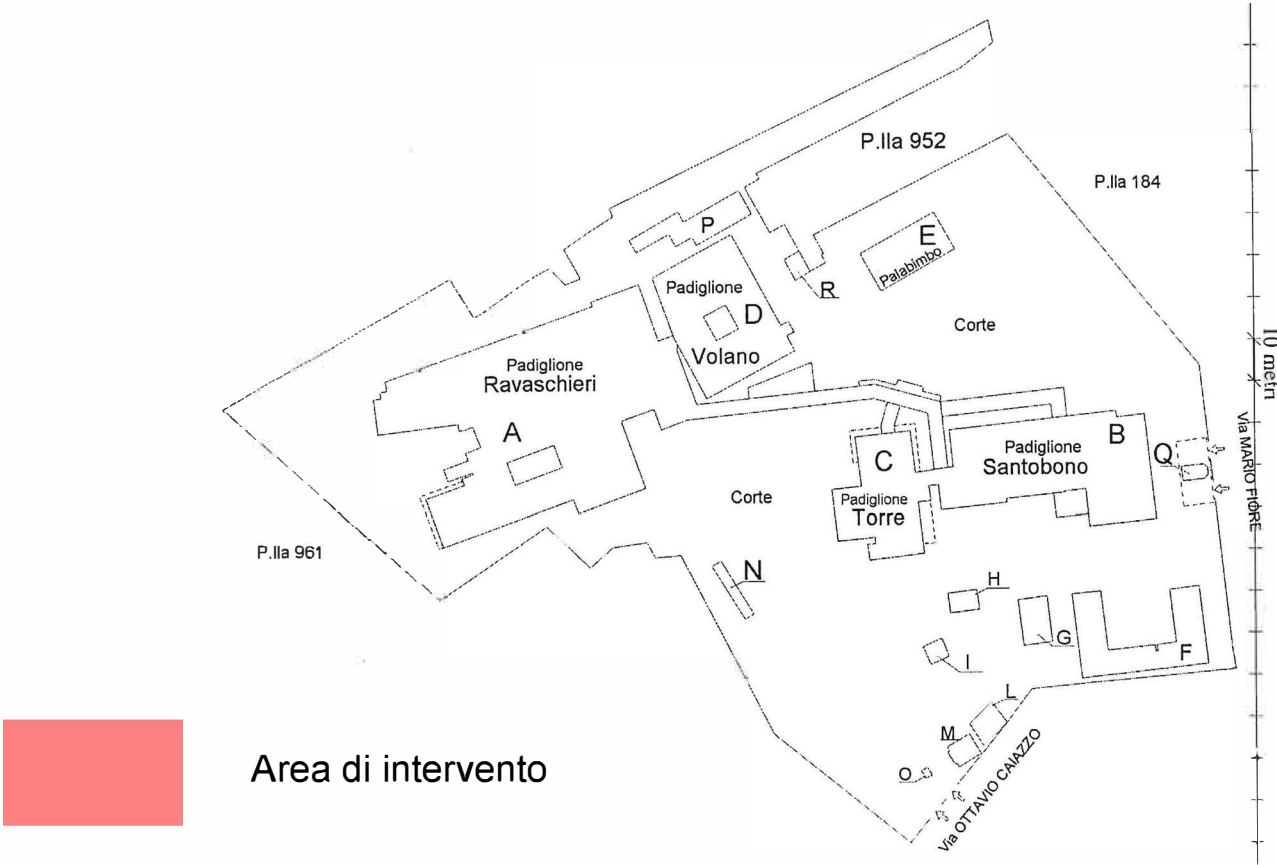 P.lla 952
P.lla 184
P
E
Palabimbo
R
Padiglione
D
Volano
Corte
10 metri
Padiglione
Ravaschieri
A
B
Padiglione
Santobono
C
Q
Via MARIO FIORE
Padiglione
Torre
Corte
P.lla 961
N
H
G
F
I
L
M
O
Via OTTAVIO CAIAZZO
Area di intervento